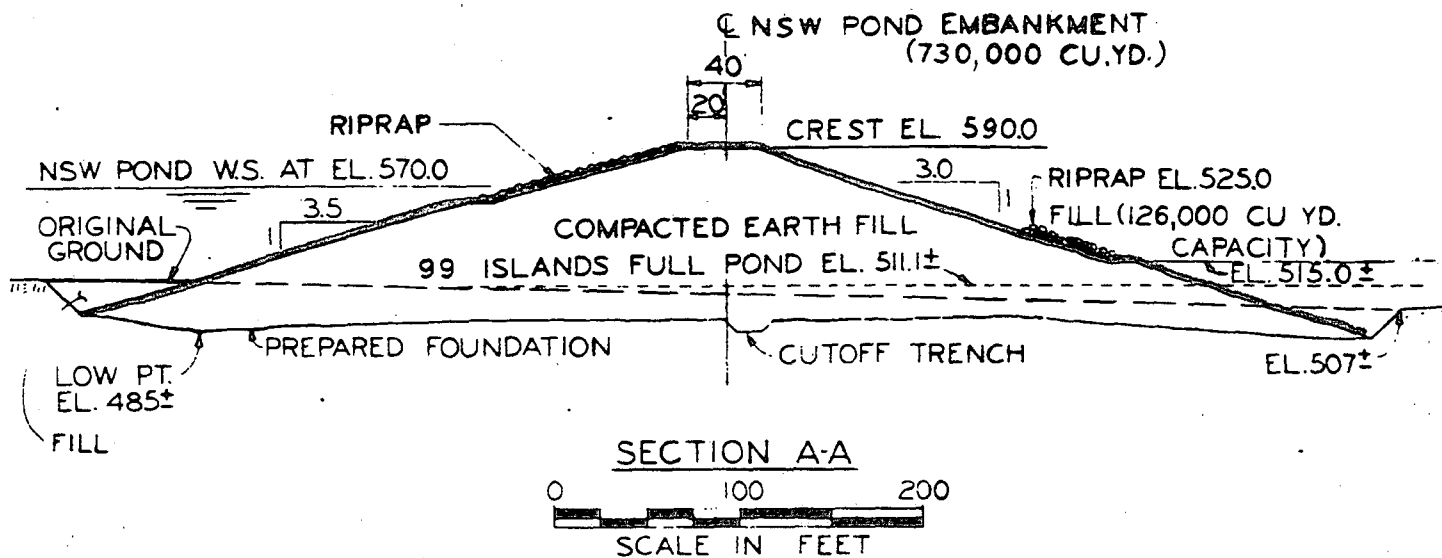 ℄ NSW POND EMBANKMENT
(730,000 CU.YD.)
40
20
RIPRAP
CREST EL 590.0
NSW POND W.S. AT EL. 570.0
3.0
1
RIPRAP EL. 525.0
3.5
1
FILL (126,000 CU YD.
CAPACITY)
ORIGINAL
GROUND
COMPACTED EARTH FILL
99 ISLANDS FULL POND EL. 511.1±
EL. 515.0±
PREPARED FOUNDATION
CUTOFF TRENCH
EL. 507±
LOW PT.
EL. 485±
FILL
SECTION A-A
0 100 200
SCALE IN FEET